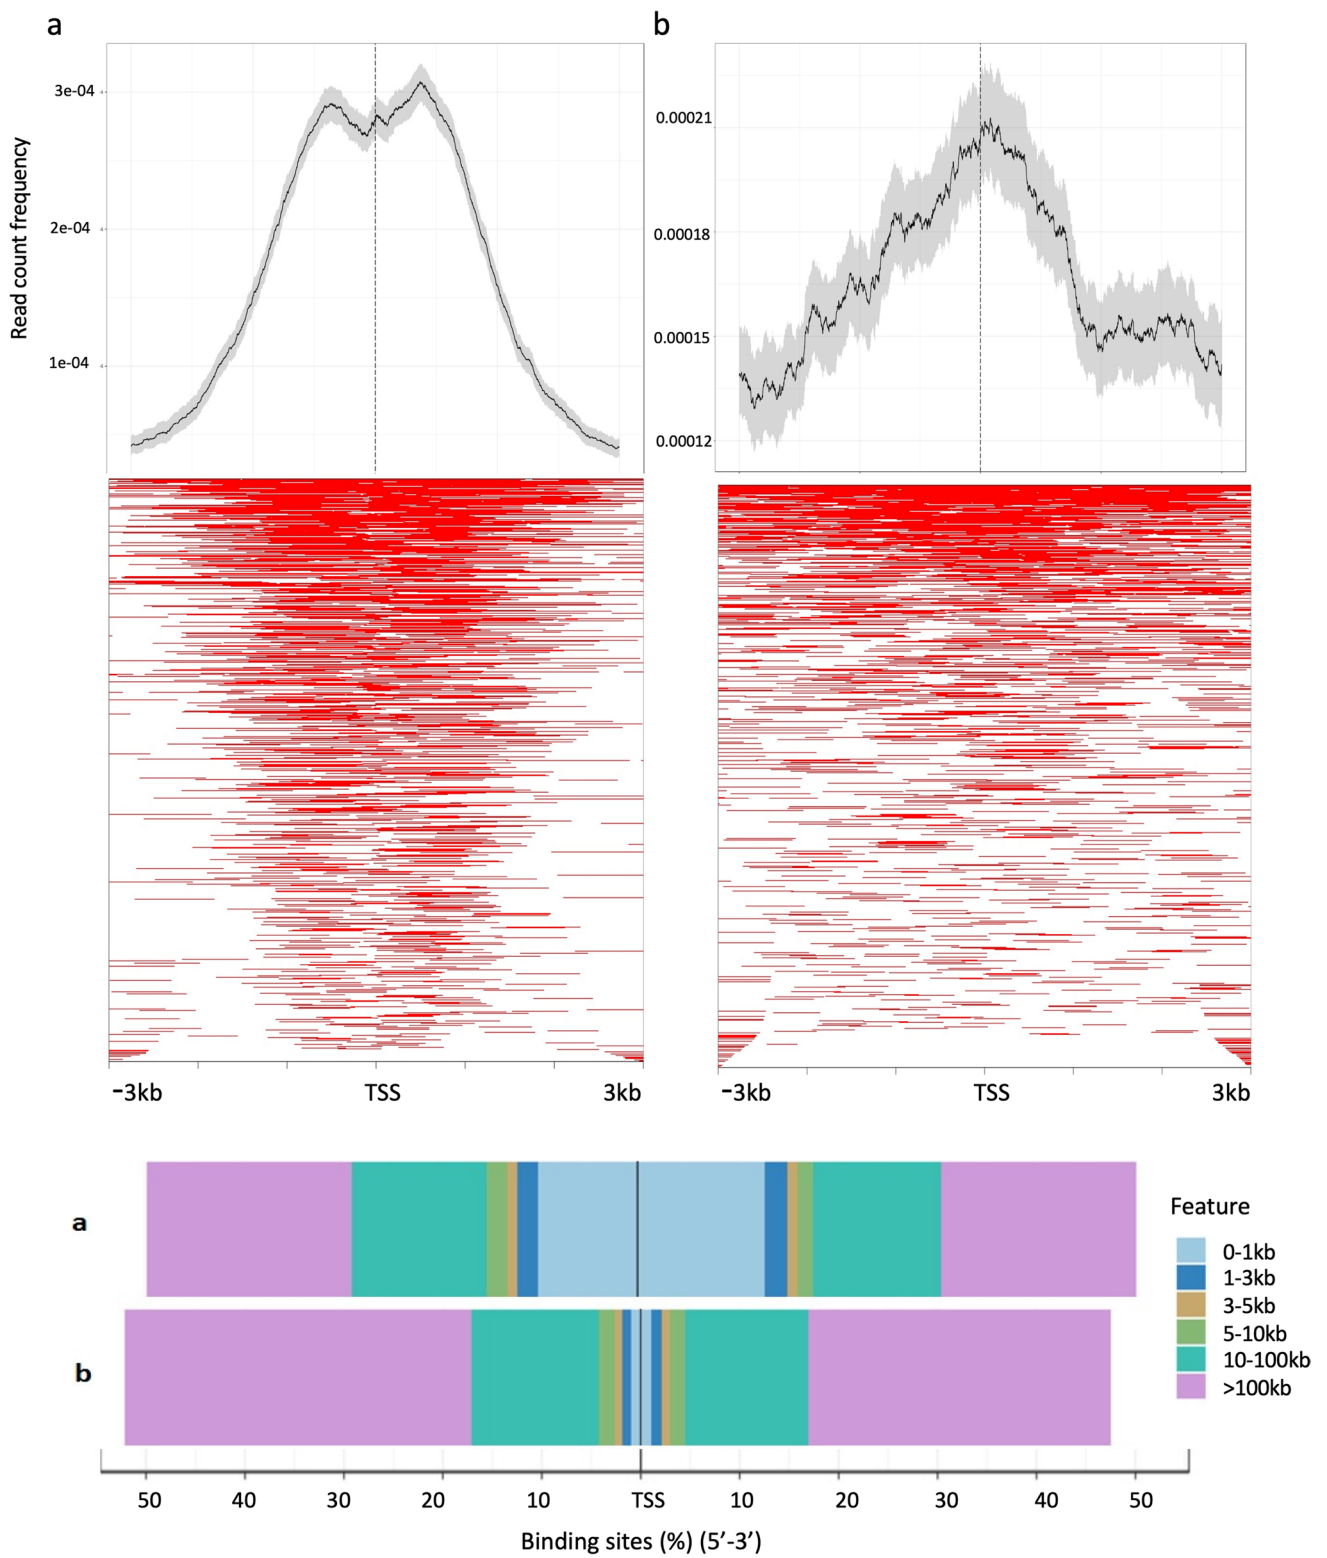 a
b
Read count frequency
3e-04
2e-04
1e-04
0.00021
0.00018
0.00015
0.00012
−3kb TSS 3kb
−3kb TSS 3kb
a
b
Feature
0-1kb
1-3kb
3-5kb
5-10kb
10-100kb
>100kb
50 40 30 20 10 TSS 10 20 30 40 50
Binding sites (%) (5’-3’)